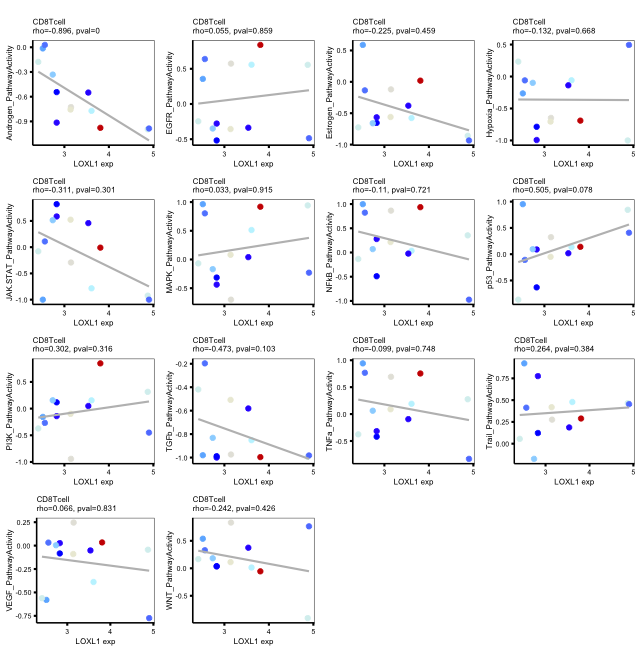 CD8Tcell
rho=-0.896, pval=0
Androgen_PathwayActivity
0.0
-0.3
-0.6
-0.9
3
4
5
LOXL1 exp
CD8Tcell
rho=0.055, pval=0.859
EGFR_PathwayActivity
0.5
0.0
-0.5
3
4
5
LOXL1 exp
CD8Tcell
rho=-0.225, pval=0.459
Estrogen_PathwayActivity
0.5
0.0
-0.5
-1.0
3
4
5
LOXL1 exp
CD8Tcell
rho=-0.132, pval=0.668
Hypoxia_PathwayActivity
0.5
0.0
-0.5
-1.0
3
4
5
LOXL1 exp
CD8Tcell
rho=-0.311, pval=0.301
JAK.STAT_PathwayActivity
0.5
0.0
-0.5
-1.0
3
4
5
LOXL1 exp
CD8Tcell
rho=0.033, pval=0.915
MAPK_PathwayActivity
1.0
0.5
0.0
-0.5
3
4
5
LOXL1 exp
CD8Tcell
rho=-0.11, pval=0.721
NFkB_PathwayActivity
1.0
0.5
0.0
-0.5
-1.0
3
4
5
LOXL1 exp
CD8Tcell
rho=0.505, pval=0.078
p53_PathwayActivity
1.0
0.5
0.0
-0.5
3
4
5
LOXL1 exp
CD8Tcell
rho=0.302, pval=0.316
PI3K_PathwayActivity
0.5
0.0
-0.5
-1.0
3
4
5
LOXL1 exp
CD8Tcell
rho=-0.473, pval=0.103
TGFb_PathwayActivity
-0.2
-0.4
-0.6
-0.8
-1.0
3
4
5
LOXL1 exp
CD8Tcell
rho=-0.099, pval=0.748
TNFa_PathwayActivity
1.0
0.5
0.0
-0.5
3
4
5
LOXL1 exp
CD8Tcell
rho=0.264, pval=0.384
Trail_PathwayActivity
0.75
0.50
0.25
0.00
3
4
5
LOXL1 exp
CD8Tcell
rho=0.066, pval=0.831
VEGF_PathwayActivity
0.25
0.00
-0.25
-0.50
-0.75
3
4
5
LOXL1 exp
CD8Tcell
rho=-0.242, pval=0.426
WNT_PathwayActivity
0.5
0.0
-0.5
3
4
5
LOXL1 exp